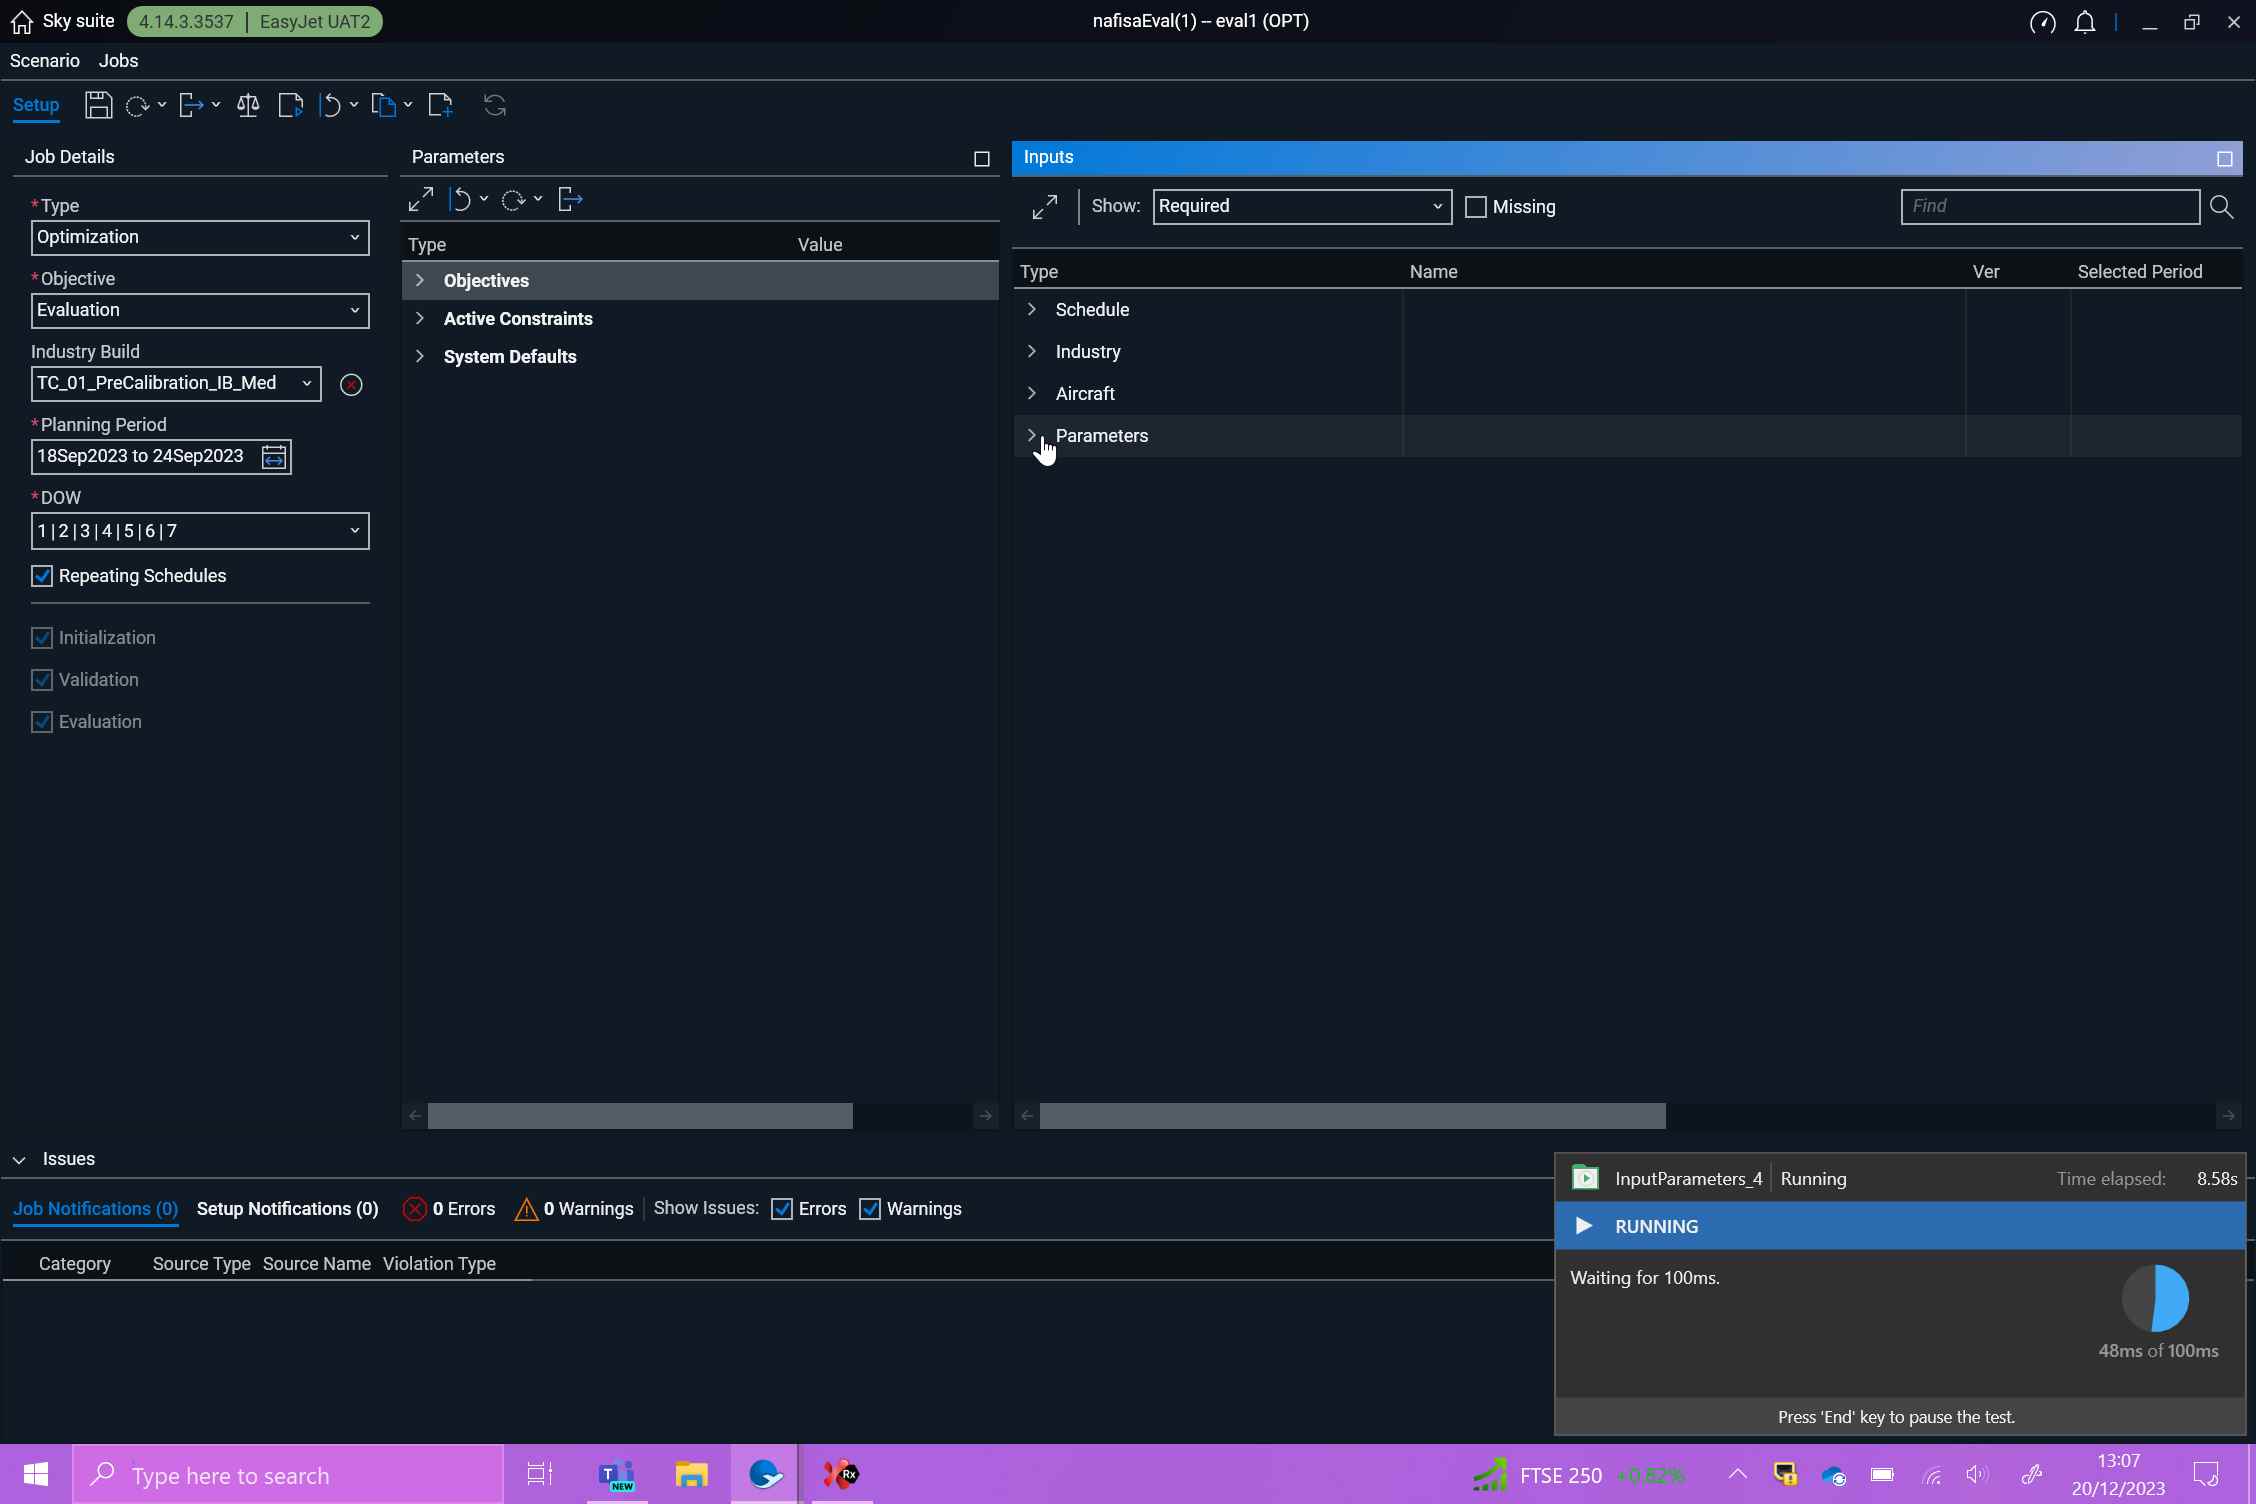 Sky suite 4.14.3.3537 | EasyJet UAT2 nafisaEval(1) -- eval1 (OPT)
Scenario Jobs
Setup
Job Details
*Type
Optimization
*Objective
Evaluation
Industry Build
TC_01_PreCalibration_IB_Med
*Planning Period
18Sep2023 to 24Sep2023
*DOW
1|2|3|4|5|6|7
Repeating Schedules
Initialization
Validation
Evaluation
Parameters
Type Value
Objectives
Active Constraints
System Defaults
Inputs
Show: Required Missing Find
Type Name Ver Selected Period
Schedule
Industry
Aircraft
Parameters
Issues
Job Notifications (0) Setup Notifications (0) 0 Errors 0 Warnings Show Issues: Errors Warnings
Category Source Type Source Name Violation Type
InputParameters_4 Running Time elapsed: 8.58s
RUNNING
Waiting for 100ms.
48ms of 100ms
Press 'End' key to pause the test.
Type here to search
T
NEW
Rx
FTSE 250 +0.82%
13:07
20/12/2023